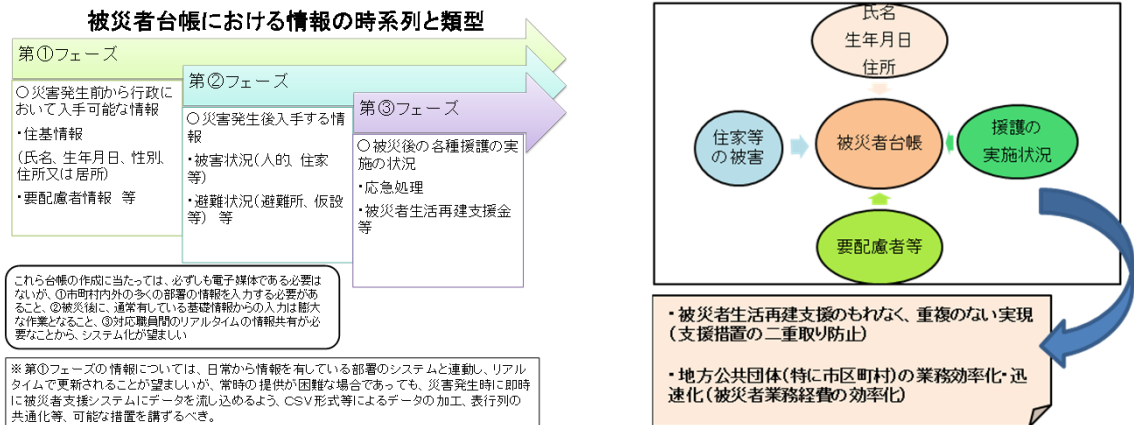 被災者台帳における情報の時系列と類型
第①フェーズ
〇災害発生前から行政に
おいて入手可能な情報
・住基情報
(氏名、生年月日、性別、
住所又は居所)
・要配慮者情報 等
第②フェーズ
〇災害発生後入手する情
報
・被害状況(人的、住家
等)
・避難状況(避難所、仮設
等) 等
第③フェーズ
〇被災後の各種援護の実
施の状況
・応急処理
・被災者生活再建支援金
等
これら台帳の作成に当たっては、必ずしも電子媒体である必要は
ないが、①市町村内外の多くの部署の情報を入力する必要があ
ること、②被災後に、通常有している基礎情報からの入力は膨大
な作業となること、③対応職員間のリアルタイムの情報共有が必
要なことから、システム化が望ましい
※第①フェーズの情報については、日常から情報を有している部署のシステムと連動し、リアル
タイムで更新されることが望ましいが、常時の提供が困難な場合であっても、災害発生時に即時
に被災者支援システムにデータを流し込めるよう、CSV形式等によるデータの加工、表行列の
共通化等、可能な措置を講ずるべき。
氏名
生年月日
住所
住家等
の被害
被災者台帳
援護の
実施状況
要配慮者等
・被災者生活再建支援のもれなく、重複のない実現
(支援措置の二重取り防止)
・地方公共団体(特に市区町村)の業務効率化・迅
速化(被災者業務経費の効率化)